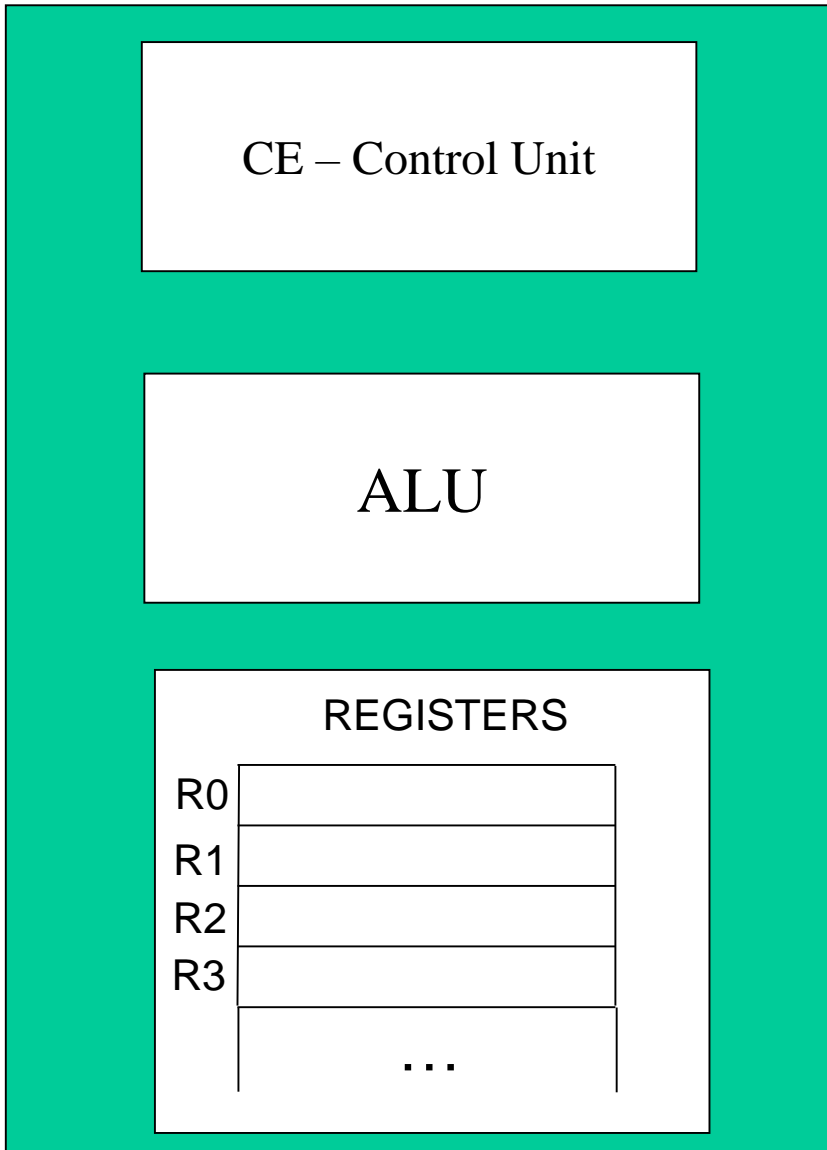 CE – Control Unit
ALU
REGISTERS
R0
R1
R2
R3
...